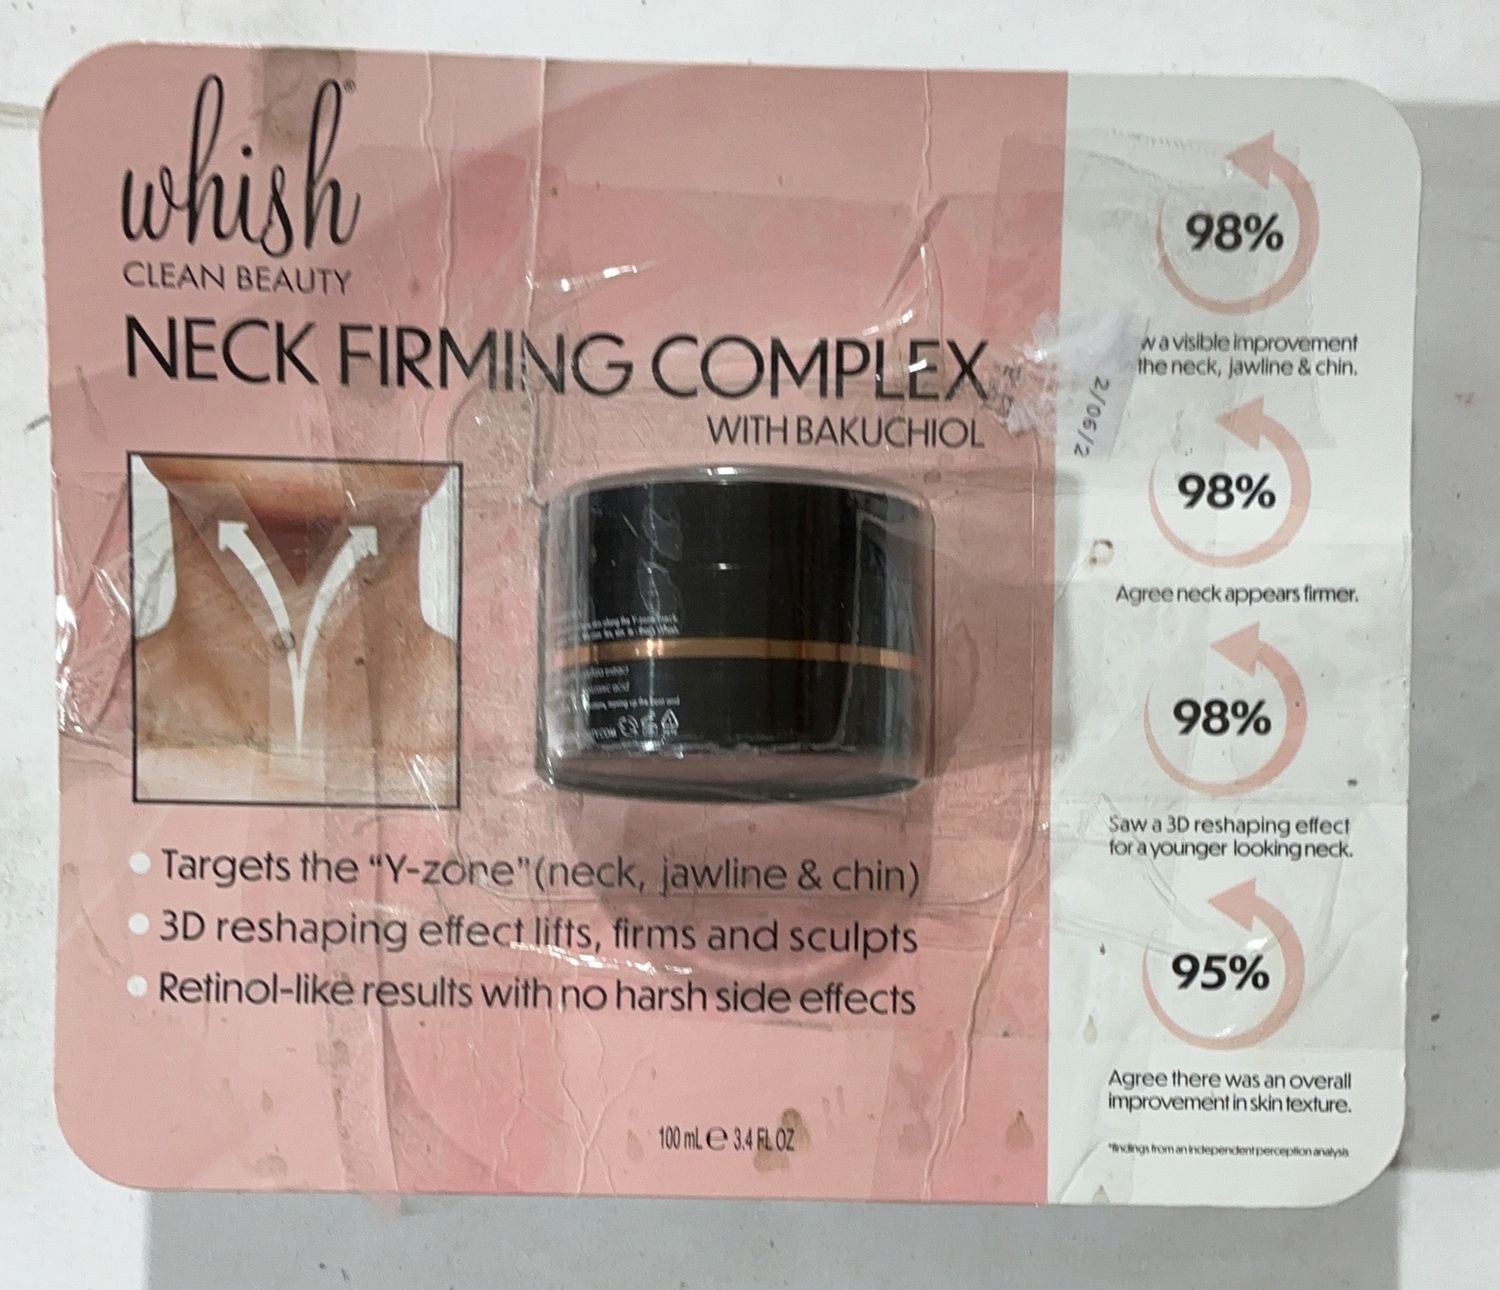 whish®
CLEAN BEAUTY
NECK FIRMING COMPLEX
WITH BAKUCHIOL
2/06/2
• Targets the "Y-zone"(neck, jawline & chin)
• 3D reshaping effect lifts, firms and sculpts
• Retinol-like results with no harsh side effects
100 mL ℮ 3.4 FL OZ
98%
w a visible improvement
the neck, jawline & chin.
98%
Agree neck appears firmer.
98%
Saw a 3D reshaping effect
for a younger looking neck.
95%
Agree there was an overall
improvement in skin texture.
*findings from an independent perception analysis